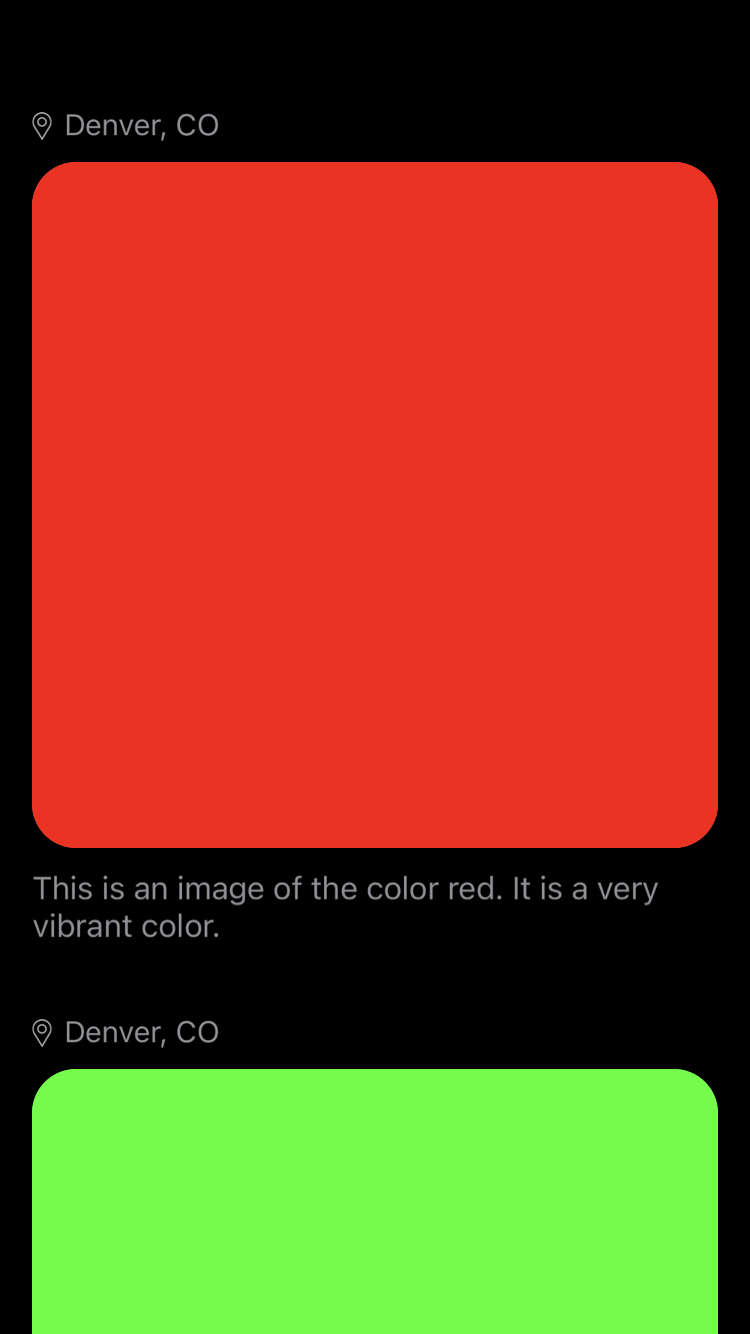 Denver, CO
This is an image of the color red. It is a very
vibrant color.
Denver, CO